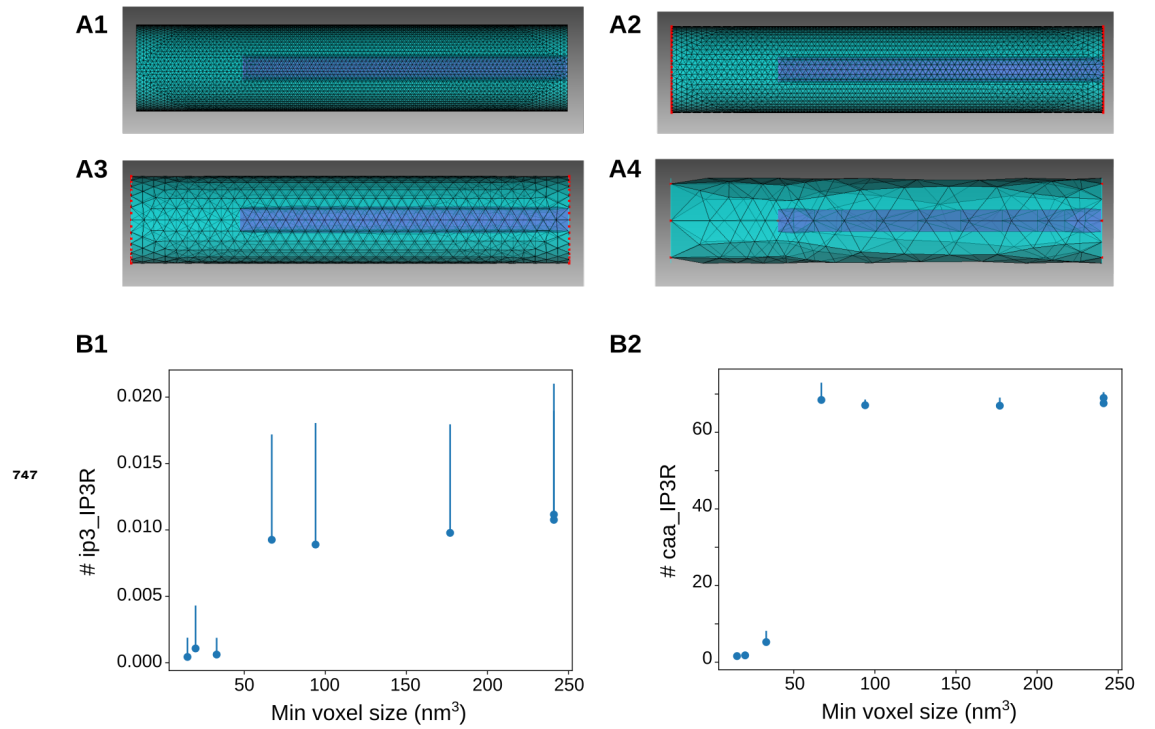 A1
A2
A3
A4
B1
B2
0.020
0.015
0.010
0.005
0.000
# ip3_IP3R
50
100
150
200
250
Min voxel size (nm³)
60
40
20
0
# caa_IP3R
50
100
150
200
250
Min voxel size (nm³)
747